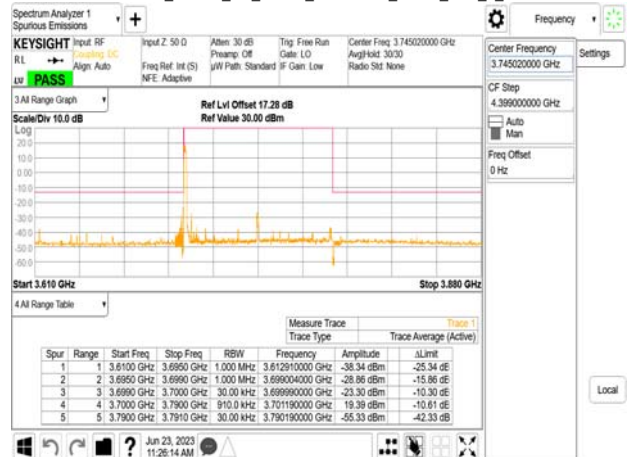 Spectrum Analyzer 1
Spurious Emissions
+
Frequency
KEYSIGHT Input: RF Input Z: 50 Ω Atten: 30 dB Trig: Free Run Center Freq: 3.745020000 GHz
RL Coupling: DC Preamp: Off Gate: LO Avg|Hold: 30/30
Align: Auto Freq Ref: Int (S) µW Path: Standard IF Gain: Low Radio Std: None
LXI PASS NFE: Adaptive
Center Frequency
3.745020000 GHz
Settings
CF Step
4.399000000 GHz
Auto
Man
Freq Offset
0 Hz
Local
3 All Range Graph
Ref Lvl Offset 17.28 dB
Scale/Div 10.0 dB Ref Value 30.00 dBm
Log
20.0
10.0
0.00
-10.0
-20.0
-30.0
-40.0
-50.0
-60.0
Start 3.610 GHz Stop 3.880 GHz
4 All Range Table
Measure Trace Trace 1
Trace Type Trace Average (Active)
Spur Range Start Freq Stop Freq RBW Frequency Amplitude ΔLimit
1 1 3.6100 GHz 3.6950 GHz 1.000 MHz 3.612910000 GHz -38.34 dBm -25.34 dB
2 2 3.6950 GHz 3.6990 GHz 1.000 MHz 3.699004000 GHz -28.86 dBm -15.86 dB
3 3 3.6990 GHz 3.7000 GHz 30.00 kHz 3.699990000 GHz -23.30 dBm -10.30 dB
4 4 3.7000 GHz 3.7900 GHz 910.0 kHz 3.701190000 GHz 19.39 dBm -10.61 dB
5 5 3.7900 GHz 3.7910 GHz 30.00 kHz 3.790190000 GHz -55.33 dBm -42.33 dB
? Jun 23, 2023
11:26:14 AM